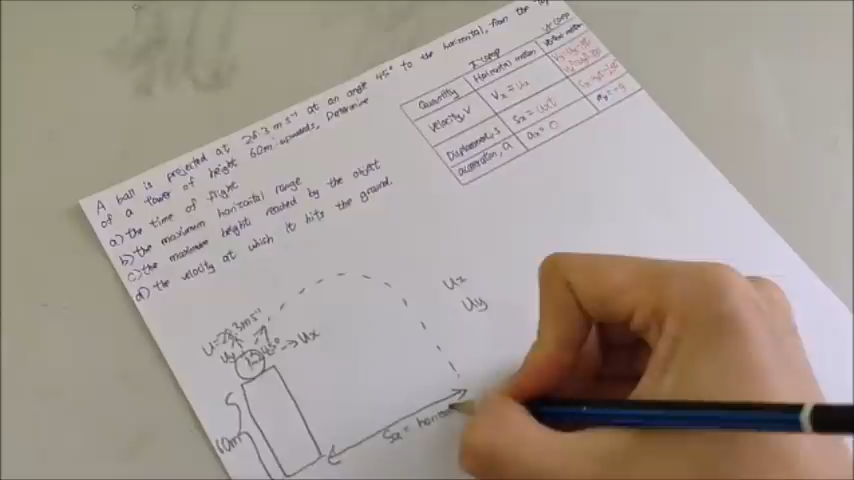 A ball is projected at 28.3 m s⁻¹ at an angle 45° to the horizontal, from the top
of a tower of height 60m upwards. Determine
a) the time of flight
b) the maximum horizontal range
c) the maximum height reached by the object
d) the velocity at which it hits the ground.
Quantity
Horizontal motion
Vertical motion
Velocity, v
Vx = Ux
Displacement, s
Sx = Uxt
acceleration, a
ax = 0
ay = -g
U=28.3ms⁻¹
Uy
45°
Ux
Ux
Uy
60m
Sx =